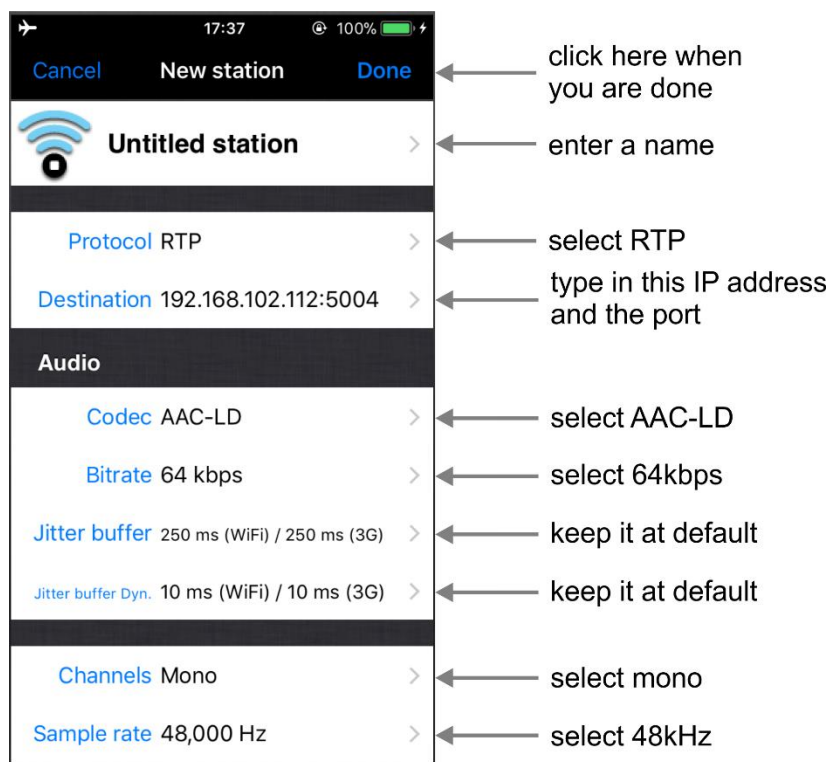 17:37 100%
Cancel New station Done
click here when
you are done
Untitled station
enter a name
Protocol RTP
select RTP
Destination 192.168.102.112:5004
type in this IP address
and the port
Audio
Codec AAC-LD
select AAC-LD
Bitrate 64 kbps
select 64kbps
Jitter buffer 250 ms (WiFi) / 250 ms (3G)
keep it at default
Jitter buffer Dyn. 10 ms (WiFi) / 10 ms (3G)
keep it at default
Channels Mono
select mono
Sample rate 48,000 Hz
select 48kHz